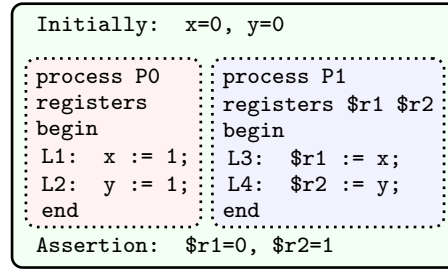 Initially: x=0, y=0
process P0
registers
begin
L1: x := 1;
L2: y := 1;
end
process P1
registers $r1 $r2
begin
L3: $r1 := x;
L4: $r2 := y;
end
Assertion: $r1=0, $r2=1